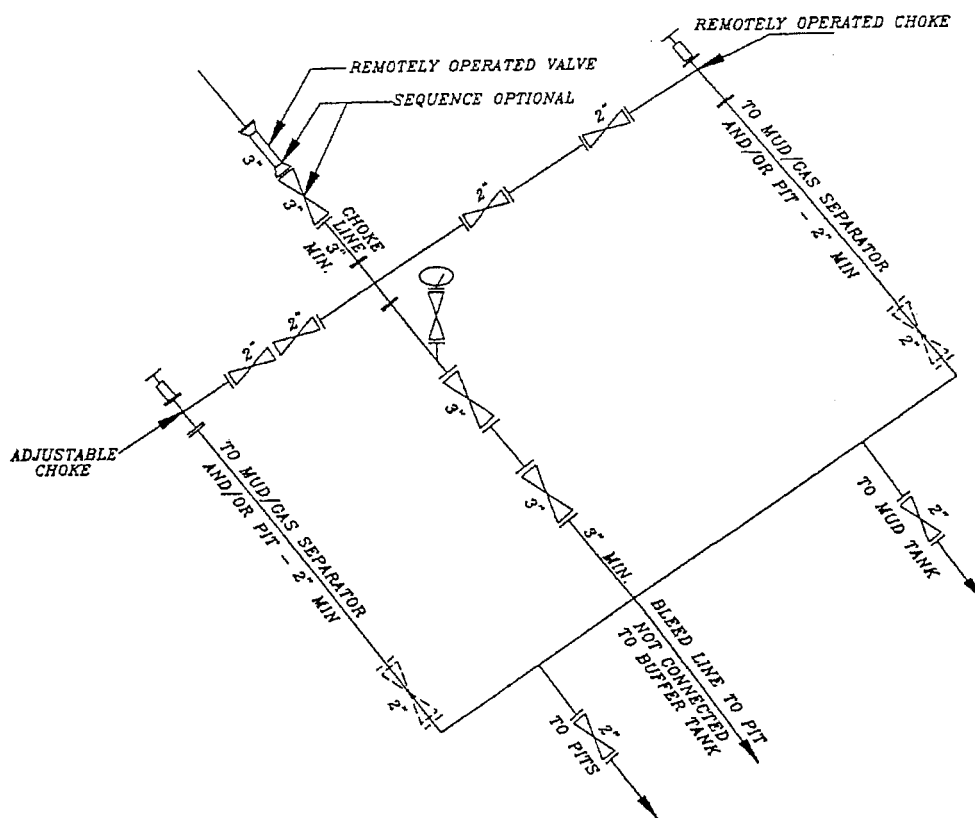 REMOTELY OPERATED CHOKE
REMOTELY OPERATED VALVE
SEQUENCE OPTIONAL
3"
3"
CHOKE
LINE
3"
MIN.
2"
2"
TO MUD/GAS SEPARATOR
AND/OR PIT - 2" MIN
2"
2"
2"
3"
3"
3" MIN.
ADJUSTABLE
CHOKE
TO MUD/GAS SEPARATOR
AND/OR PIT - 2" MIN
2"
2"
TO MUD TANK
BLEED LINE TO PIT
NOT CONNECTED
TO BUFFER TANK
2"
TO PITS